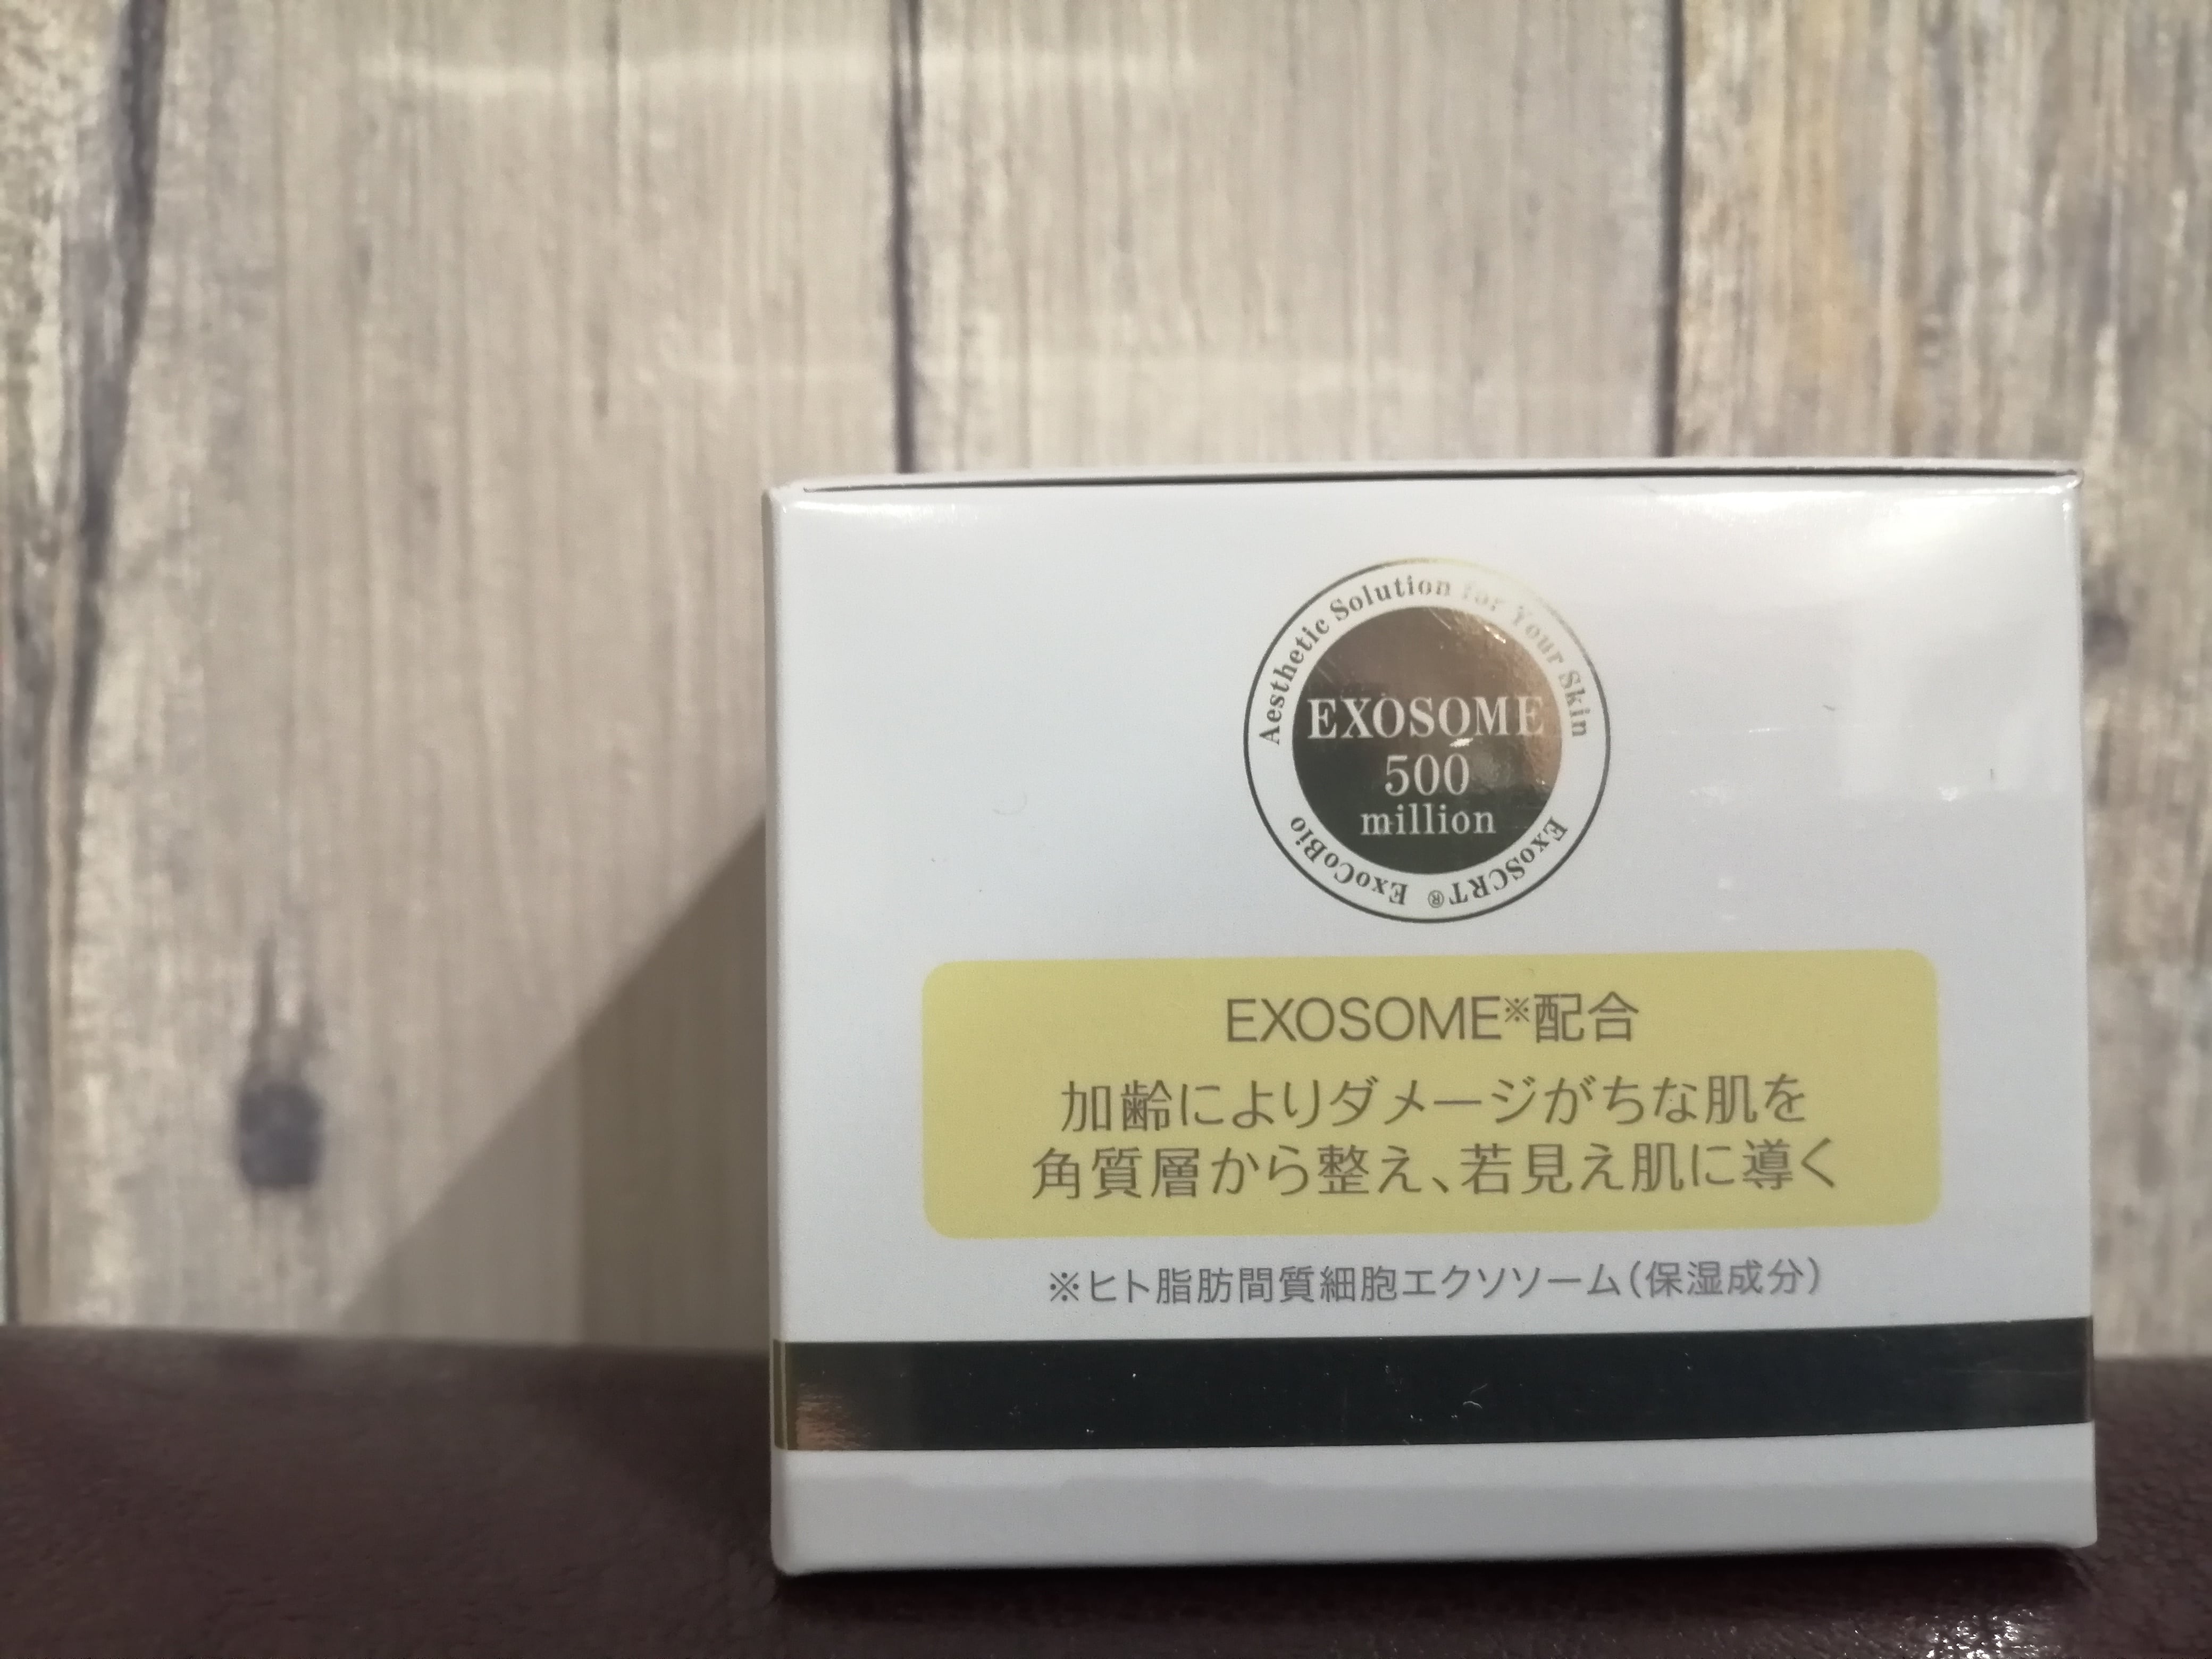 Aesthetic Solution for Your Skin
EXOSOME
500
million
ExoSCRT® ExoCoBio
EXOSOME※配合
加齢によりダメージがちな肌を
角質層から整え、若見え肌に導く
※ヒト脂肪間質細胞エクソソーム（保湿成分）